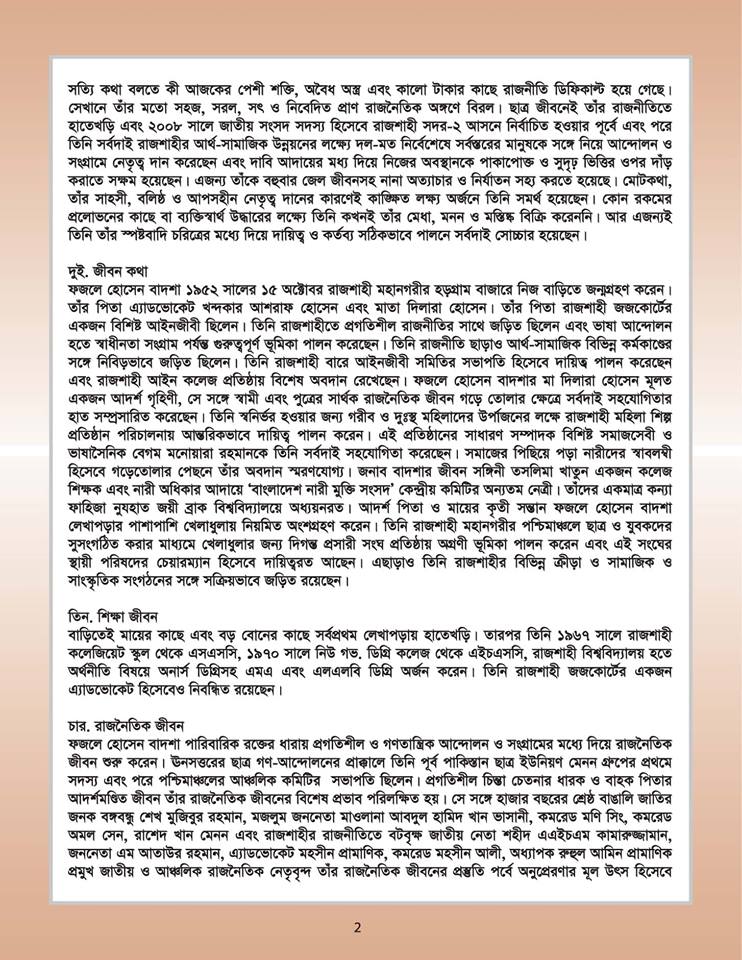 সত্যি কথা বলতে কী আজকের পেশী শক্তি, অবৈধ অস্ত্র এবং কালো টাকার কাছে রাজনীতি ডিফিকাল্ট হয়ে গেছে।
সেখানে তাঁর মতো সহজ, সরল, সৎ ও নিবেদিত প্রাণ রাজনৈতিক অঙ্গণে বিরল। ছাত্র জীবনেই তাঁর রাজনীতিতে
হাতেখড়ি এবং ২০০৮ সালে জাতীয় সংসদ সদস্য হিসেবে রাজশাহী সদর-২ আসনে নির্বাচিত হওয়ার পূর্বে এবং পরে
তিনি সর্বদাই রাজশাহীর আর্থ-সামাজিক উন্নয়নের লক্ষ্যে দল-মত নির্বেশেষে সর্বস্তরের মানুষকে সঙ্গে নিয়ে আন্দোলন ও
সংগ্রামে নেতৃত্ব দান করেছেন এবং দাবি আদায়ের মধ্য দিয়ে নিজের অবস্থানকে পাকাপোক্ত ও সুদৃঢ় ভিত্তির ওপর দাঁড়
করাতে সক্ষম হয়েছেন। এজন্য তাঁকে বহুবার জেল জীবনসহ নানা অত্যাচার ও নির্যাতন সহ্য করতে হয়েছে। মোটকথা,
তাঁর সাহসী, বলিষ্ঠ ও আপসহীন নেতৃত্ব দানের কারণেই কাঙ্ক্ষিত লক্ষ্য অর্জনে তিনি সমর্থ হয়েছেন। কোন রকমের
প্রলোভনের কাছে বা ব্যক্তিস্বার্থ উদ্ধারের লক্ষ্যে তিনি কখনই তাঁর মেধা, মনন ও মস্তিষ্ক বিক্রি করেননি। আর এজন্যই
তিনি তাঁর স্পষ্টবাদি চরিত্রের মধ্যে দিয়ে দায়িত্ব ও কর্তব্য সঠিকভাবে পালনে সর্বদাই সোচ্চার হয়েছেন।
দুই. জীবন কথা
ফজলে হোসেন বাদশা ১৯৫২ সালের ১৫ অক্টোবর রাজশাহী মহানগরীর হড়গ্রাম বাজারে নিজ বাড়িতে জন্মগ্রহণ করেন।
তাঁর পিতা এ্যাডভোকেট খন্দকার আশরাফ হোসেন এবং মাতা দিলারা হোসেন। তাঁর পিতা রাজশাহী জজকোর্টের
একজন বিশিষ্ট আইনজীবী ছিলেন। তিনি রাজশাহীতে প্রগতিশীল রাজনীতির সাথে জড়িত ছিলেন এবং ভাষা আন্দোলন
হতে স্বাধীনতা সংগ্রাম পর্যন্ত গুরুত্বপূর্ণ ভূমিকা পালন করেছেন। তিনি রাজনীতি ছাড়াও আর্থ-সামাজিক বিভিন্ন কর্মকাণ্ডের
সঙ্গে নিবিড়ভাবে জড়িত ছিলেন। তিনি রাজশাহী বারে আইনজীবী সমিতির সভাপতি হিসেবে দায়িত্ব পালন করেছেন
এবং রাজশাহী আইন কলেজ প্রতিষ্ঠায় বিশেষ অবদান রেখেছেন। ফজলে হোসেন বাদশার মা দিলারা হোসেন মূলত
একজন আদর্শ গৃহিণী, সে সঙ্গে স্বামী এবং পুত্রের সার্থক রাজনৈতিক জীবন গড়ে তোলার ক্ষেত্রে সর্বদাই সহযোগিতার
হাত সম্প্রসারিত করেছেন। তিনি স্বনির্ভর হওয়ার জন্য গরীব ও দুঃস্থ মহিলাদের উপার্জনের লক্ষে রাজশাহী মহিলা শিল্প
প্রতিষ্ঠান পরিচালনায় আন্তরিকভাবে দায়িত্ব পালন করেন। এই প্রতিষ্ঠানের সাধারণ সম্পাদক বিশিষ্ট সমাজসেবী ও
ভাষাসৈনিক বেগম মনোয়ারা রহমানকে তিনি সর্বদাই সহযোগিতা করেছেন। সমাজের পিছিয়ে পড়া নারীদের স্বাবলম্বী
হিসেবে গড়েতোলার পেছনে তাঁর অবদান স্মরণযোগ্য। জনাব বাদশার জীবন সঙ্গিনী তসলিমা খাতুন একজন কলেজ
শিক্ষক এবং নারী অধিকার আদায়ে ‘বাংলাদেশ নারী মুক্তি সংসদ’ কেন্দ্রীয় কমিটির অন্যতম নেত্রী। তাঁদের একমাত্র কন্যা
ফাহিজা নুযহাত জয়ী ব্রাক বিশ্ববিদ্যালয়ে অধ্যয়নরত। আদর্শ পিতা ও মায়ের কৃতী সন্তান ফজলে হোসেন বাদশা
লেখাপড়ার পাশাপাশি খেলাধুলায় নিয়মিত অংশগ্রহণ করেন। তিনি রাজশাহী মহানগরীর পশ্চিমাঞ্চলে ছাত্র ও যুবকদের
সুসংগঠিত করার মাধ্যমে খেলাধুলার জন্য দিগন্ত প্রসারী সংঘ প্রতিষ্ঠায় অগ্রণী ভূমিকা পালন করেন এবং এই সংঘের
স্থায়ী পরিষদের চেয়ারম্যান হিসেবে দায়িত্বরত আছেন। এছাড়াও তিনি রাজশাহীর বিভিন্ন ক্রীড়া ও সামাজিক ও
সাংস্কৃতিক সংগঠনের সঙ্গে সক্রিয়ভাবে জড়িত রয়েছেন।
তিন. শিক্ষা জীবন
বাড়িতেই মায়ের কাছে এবং বড় বোনের কাছে সর্বপ্রথম লেখাপড়ায় হাতেখড়ি। তারপর তিনি ১৯৬৭ সালে রাজশাহী
কলেজিয়েট স্কুল থেকে এসএসসি, ১৯৭০ সালে নিউ গভ. ডিগ্রি কলেজ থেকে এইচএসসি, রাজশাহী বিশ্ববিদ্যালয় হতে
অর্থনীতি বিষয়ে অনার্স ডিগ্রিসহ এমএ এবং এলএলবি ডিগ্রি অর্জন করেন। তিনি রাজশাহী জজকোর্টের একজন
এ্যাডভোকেট হিসেবেও নিবন্ধিত রয়েছেন।
চার. রাজনৈতিক জীবন
ফজলে হোসেন বাদশা পারিবারিক রক্তের ধারায় প্রগতিশীল ও গণতান্ত্রিক আন্দোলন ও সংগ্রামের মধ্যে দিয়ে রাজনৈতিক
জীবন শুরু করেন। ঊনসত্তরের ছাত্র গণ-আন্দোলনের প্রাক্কালে তিনি পূর্ব পাকিস্তান ছাত্র ইউনিয়ণ মেনন গ্রুপের প্রথমে
সদস্য এবং পরে পশ্চিমাঞ্চলের আঞ্চলিক কমিটির সভাপতি ছিলেন। প্রগতিশীল চিন্তা চেতনার ধারক ও বাহক পিতার
আদর্শমণ্ডিত জীবন তাঁর রাজনৈতিক জীবনের বিশেষ প্রভাব পরিলক্ষিত হয়। সে সঙ্গে হাজার বছরের শ্রেষ্ঠ বাঙালি জাতির
জনক বঙ্গবন্ধু শেখ মুজিবুর রহমান, মজলুম জননেতা মাওলানা আবদুল হামিদ খান ভাসানী, কমরেড মণি সিং, কমরেড
অমল সেন, রাশেদ খান মেনন এবং রাজশাহীর রাজনীতিতে বটবৃক্ষ জাতীয় নেতা শহীদ এএইচএম কামারুজ্জামান,
জননেতা এম আতাউর রহমান, এ্যাডভোকেট মহসীন প্রামাণিক, কমরেড মহসীন আলী, অধ্যাপক রুহুল আমিন প্রামাণিক
প্রমুখ জাতীয় ও আঞ্চলিক রাজনৈতিক নেতৃবৃন্দ তাঁর রাজনৈতিক জীবনের প্রস্তুতি পর্বে অনুপ্রেরণার মূল উৎস হিসেবে
2